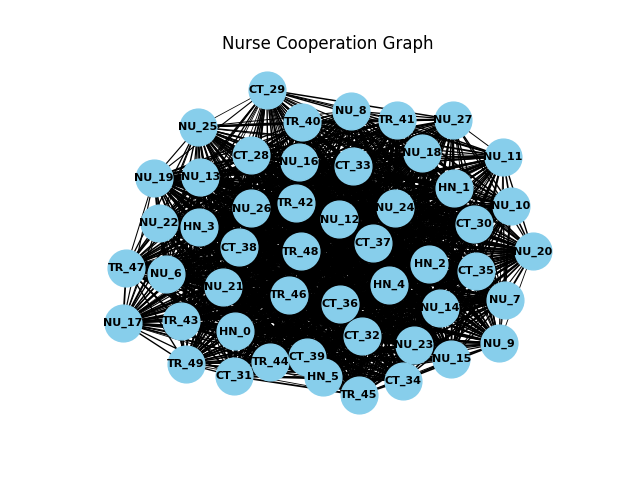 Nurse Cooperation Graph
CT_29
TR_40
NU_8
TR_41
NU_27
NU_25
CT_28
NU_16
CT_33
NU_18
NU_11
NU_19
NU_13
HN_1
NU_22
HN_3
NU_26
TR_42
NU_12
NU_24
CT_30
NU_10
CT_38
TR_48
CT_37
NU_20
TR_47
NU_6
HN_2
CT_35
NU_21
TR_46
CT_36
HN_4
NU_14
NU_7
NU_17
TR_43
HN_0
CT_32
NU_23
NU_9
TR_49
CT_31
TR_44
CT_39
HN_5
NU_15
TR_45
CT_34